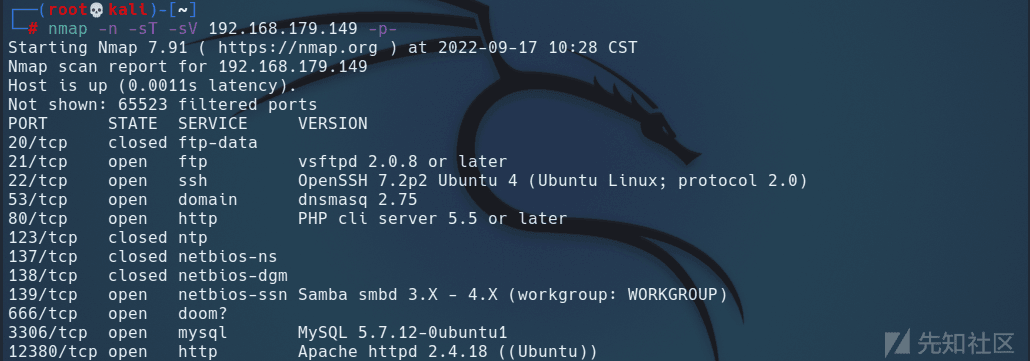 ┌──(root💀kali)-[~]
└─# nmap -n -sT -sV 192.168.179.149 -p-
Starting Nmap 7.91 ( https://nmap.org ) at 2022-09-17 10:28 CST
Nmap scan report for 192.168.179.149
Host is up (0.0011s latency).
Not shown: 65523 filtered ports
PORT      STATE  SERVICE     VERSION
20/tcp    closed ftp-data
21/tcp    open   ftp         vsftpd 2.0.8 or later
22/tcp    open   ssh         OpenSSH 7.2p2 Ubuntu 4 (Ubuntu Linux; protocol 2.0)
53/tcp    open   domain      dnsmasq 2.75
80/tcp    open   http        PHP cli server 5.5 or later
123/tcp   closed ntp
137/tcp   closed netbios-ns
138/tcp   closed netbios-dgm
139/tcp   open   netbios-ssn Samba smbd 3.X - 4.X (workgroup: WORKGROUP)
666/tcp   open   doom?
3306/tcp  open   mysql       MySQL 5.7.12-0ubuntu1
12380/tcp open   http        Apache httpd 2.4.18 ((Ubuntu))
先知社区